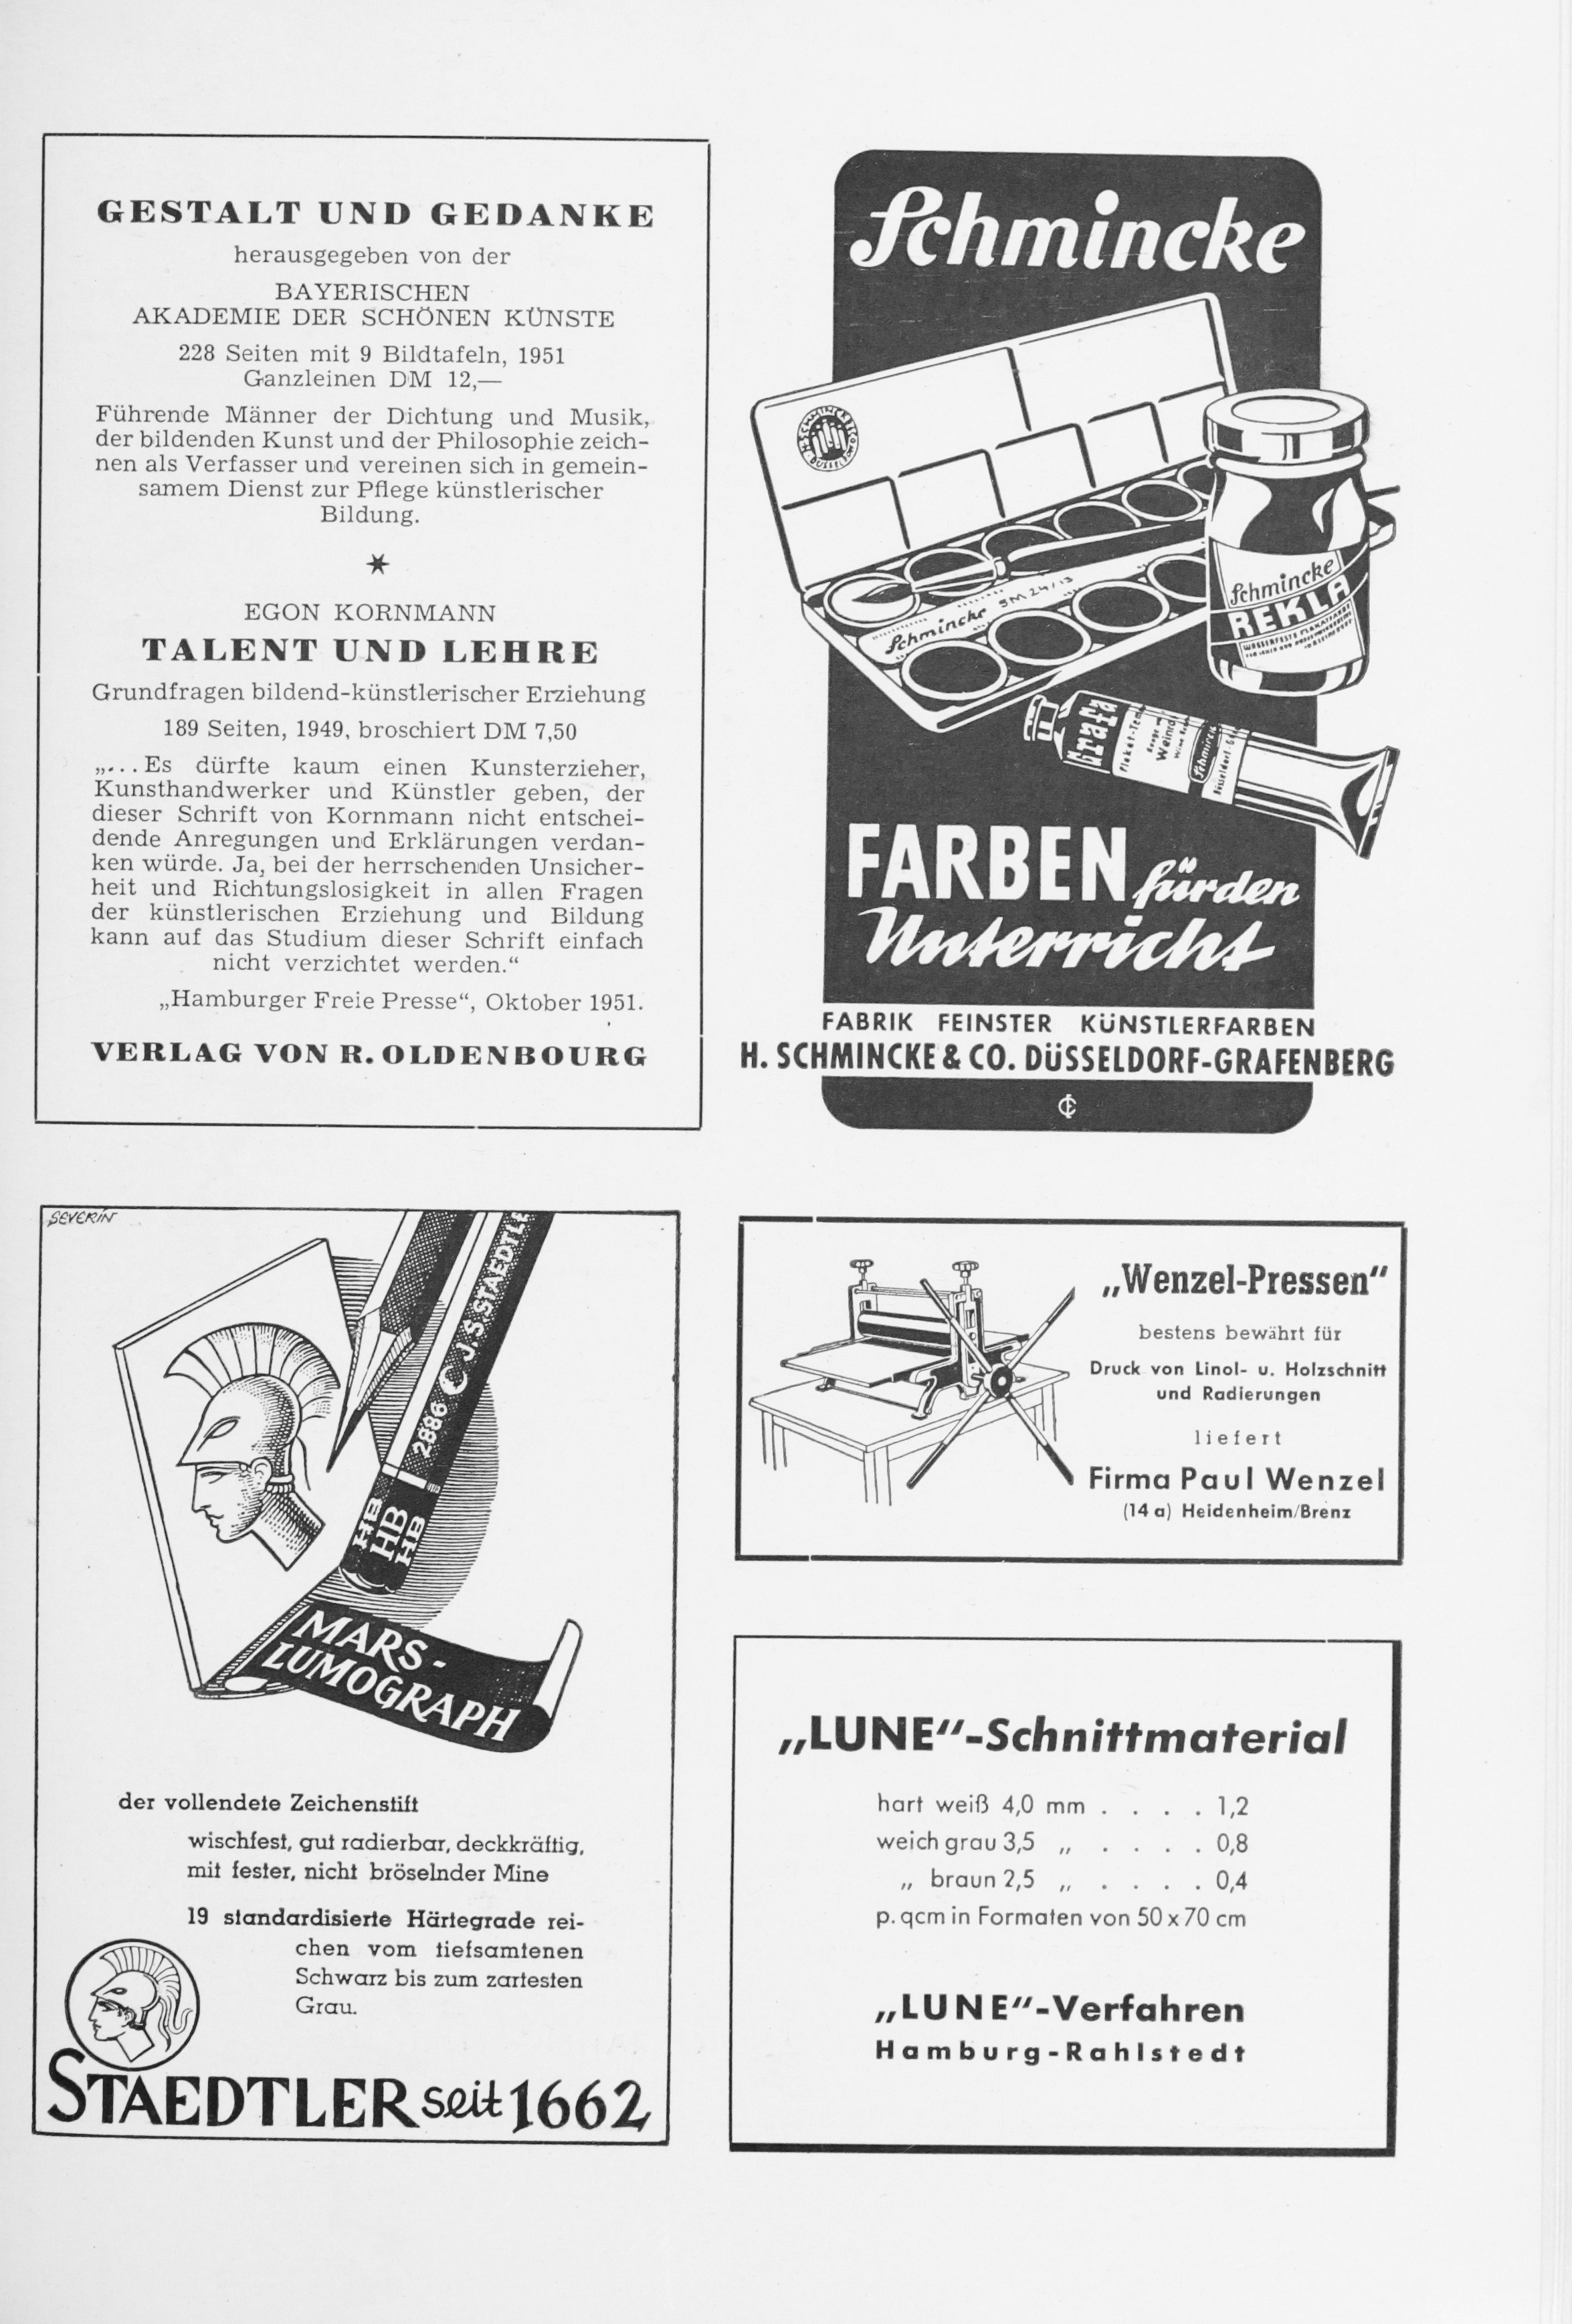 GESTALT UND GEDANKE
herausgegeben von der
BAYERISCHEN
AKADEMIE DER SCHÖNEN KÜNSTE
228 Seiten mit 9 Bildtafeln, 1951
Ganzleinen DM 12,—
Führende Männer der Dichtung und Musik,
der bildenden Kunst und der Philosophie zeich-
nen als Verfasser und vereinen sich in gemein-
samem Dienst zur Pflege künstlerischer
Bildung.
EGON KORNMANN
TALENT UND LEHRE
Grundfragen bildend-künstlerischer Erziehung
189 Seiten, 1949, broschiert DM 7,50
„... Es dürfte kaum einen Kunsterzieher,
Kunsthandwerker und Künstler geben, der
dieser Schrift von Kornmann nicht entschei-
dende Anregungen und Erklärungen verdan-
ken würde. Ja, bei der herrschenden Unsicher-
heit und Richtungslosigkeit in allen Fragen
der künstlerischen Erziehung und Bildung
kann auf das Studium dieser Schrift einfach
nicht verzichtet werden.“
„Hamburger Freie Presse“, Oktober 1951.
VERLAG VON R. OLDENBOURG
Schmincke
H. SCHMINCKE & CO.
DÜSSELDORF
Schmincke
Schmincke
REKLA
FARBEN für den
Unterricht
FABRIK FEINSTER KÜNSTLERFARBEN
H. SCHMINCKE & CO. DÜSSELDORF-GRAFENBERG
SEVERIN
2886 J.S. STAEDTLE
HB HB HB
MARS-
LUMOGRAPH
der vollendete Zeichenstift
wischfest, gut radierbar, deckkräftig,
mit fester, nicht bröselnder Mine
19 standardisierte Härtegrade rei-
chen vom tiefsamtenen
Schwarz bis zum zartesten
Grau.
STAEDTLER seit 1662
„Wenzel-Pressen“
bestens bewährt für
Druck von Linol- u. Holzschnitt
und Radierungen
liefert
Firma Paul Wenzel
(14 a) Heidenheim/Brenz
„LUNE“-Schnittmaterial
hart weiß 4,0 mm . . . . 1,2
weich grau 3,5 „ . . . . 0,8
„ braun 2,5 „ . . . . 0,4
p. qcm in Formaten von 50 x 70 cm
„LUNE“-Verfahren
Hamburg-Rahlstedt